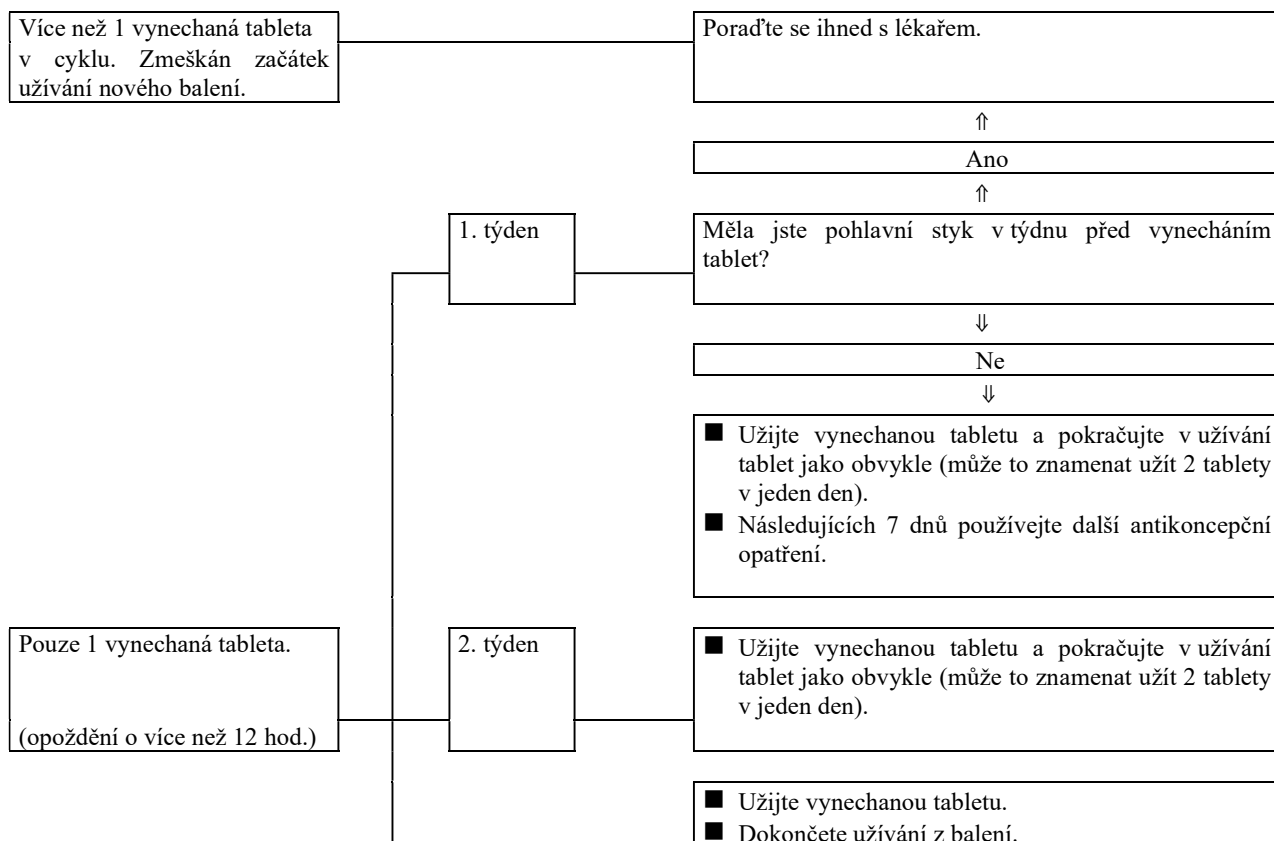 Více než 1 vynechaná tableta
v cyklu. Zmeškán začátek
užívání nového balení.
Poraďte se ihned s lékařem.
⇑
Ano
⇑
1. týden
Měla jste pohlavní styk v týdnu před vynecháním
tablet?
⇓
Ne
⇓
■ Užijte vynechanou tabletu a pokračujte v užívání
tablet jako obvykle (může to znamenat užít 2 tablety
v jeden den).
■ Následujících 7 dnů používejte další antikoncepční
opatření.
Pouze 1 vynechaná tableta.
(opoždění o více než 12 hod.)
2. týden
■ Užijte vynechanou tabletu a pokračujte v užívání
tablet jako obvykle (může to znamenat užít 2 tablety
v jeden den).
■ Užijte vynechanou tabletu.
■ Dokončete užívání z balení.